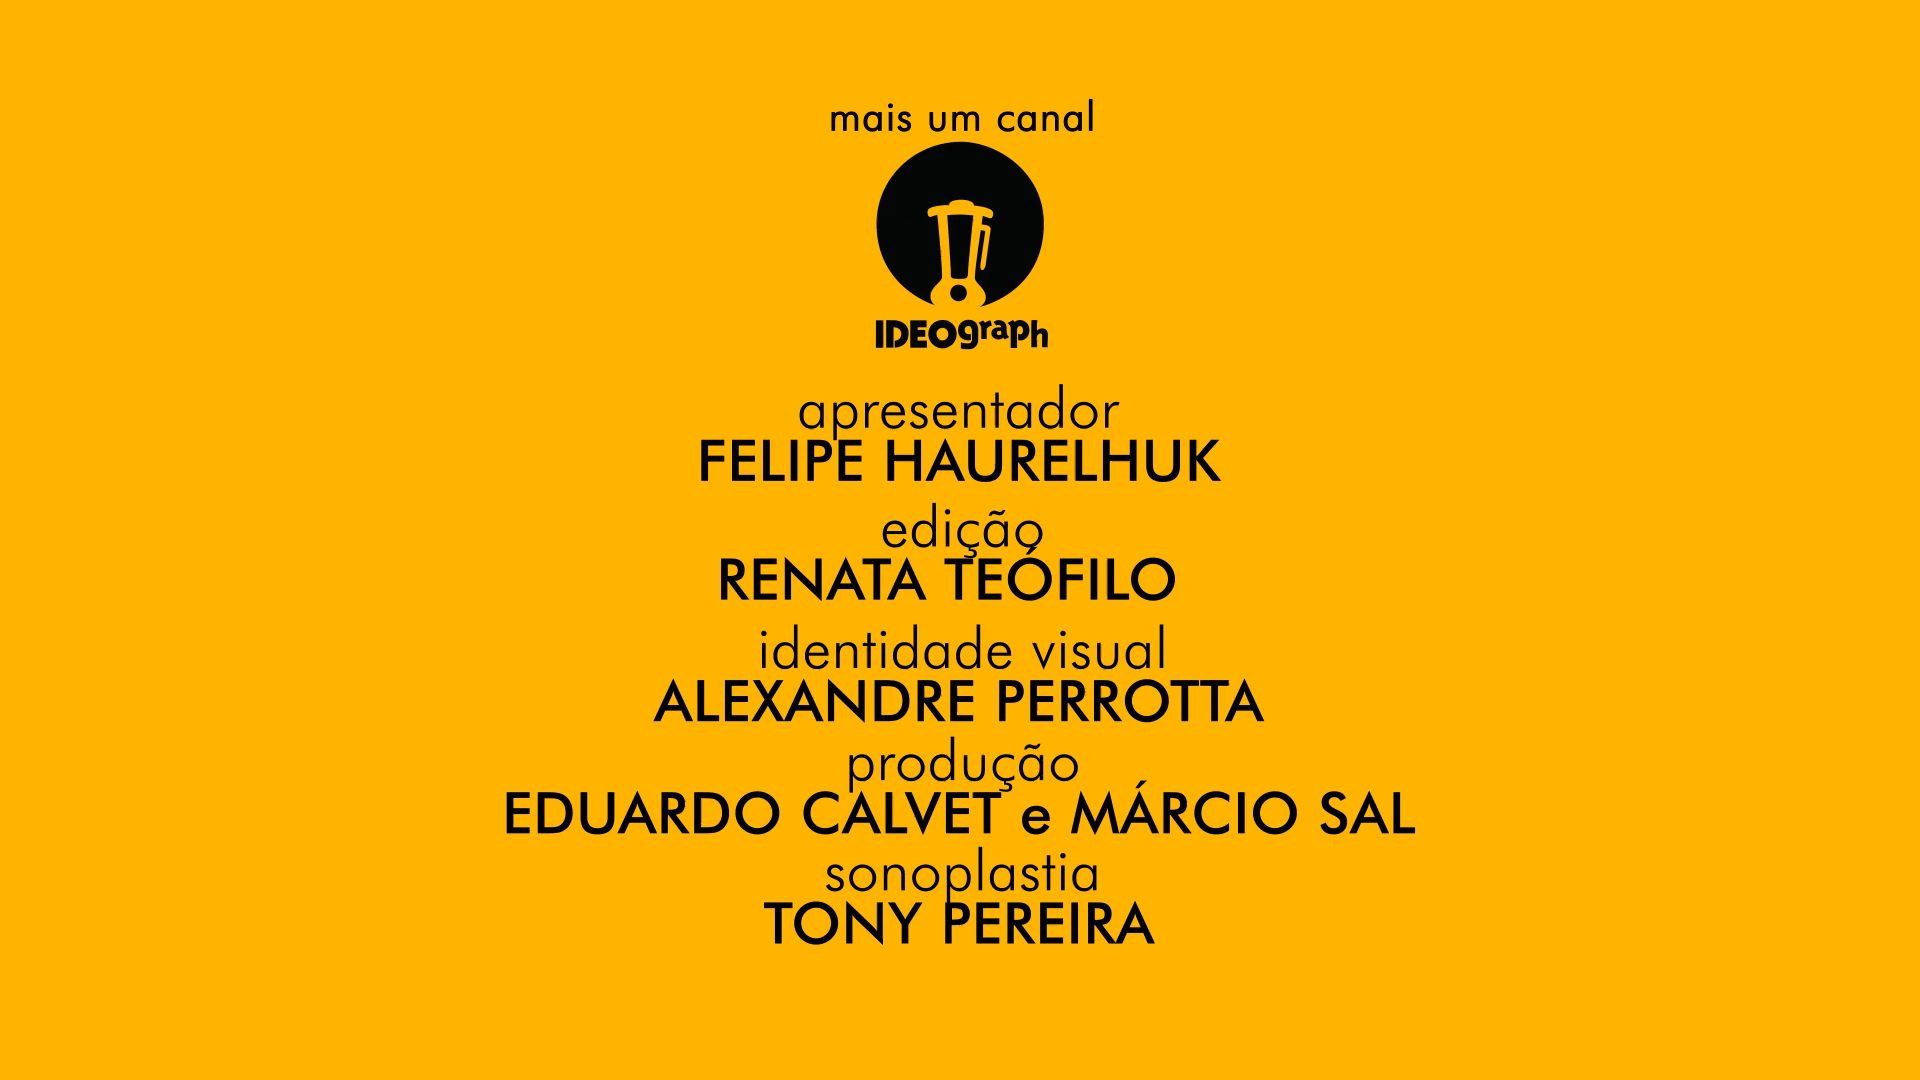 mais um canal
IDEOgraph
apresentador
FELIPE HAURELHUK
edição
RENATA TEÓFILO
identidade visual
ALEXANDRE PERROTTA
produção
EDUARDO CALVET e MÁRCIO SAL
sonoplastia
TONY PEREIRA